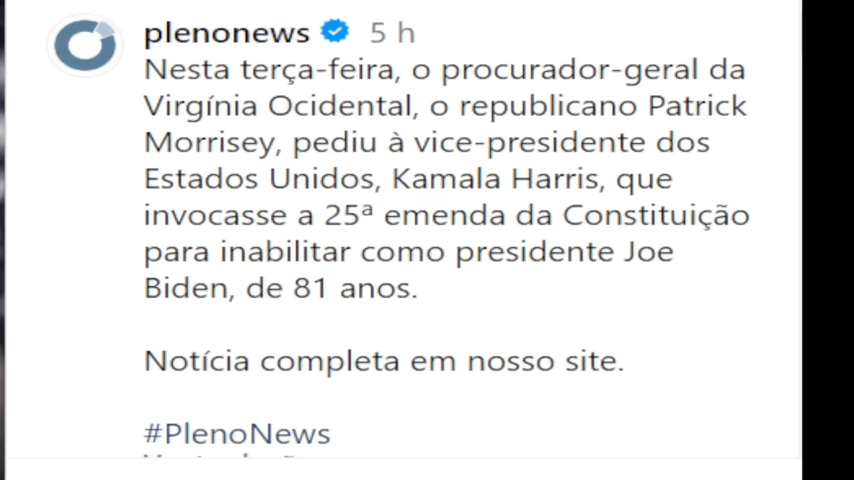 plenonews 5 h
Nesta terça-feira, o procurador-geral da
Virgínia Ocidental, o republicano Patrick
Morrisey, pediu à vice-presidente dos
Estados Unidos, Kamala Harris, que
invocasse a 25ª emenda da Constituição
para inabilitar como presidente Joe
Biden, de 81 anos.
Notícia completa em nosso site.
#PlenoNews